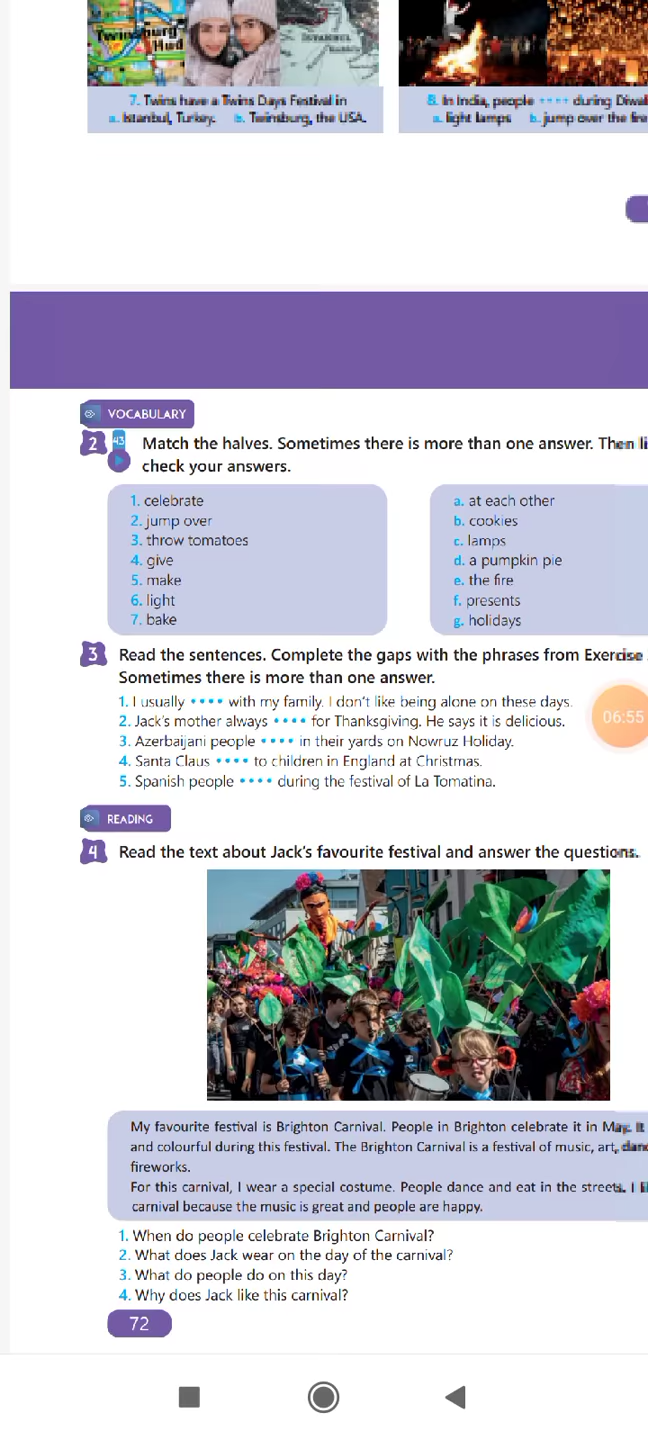 Twinsburg
Hud
ISTANBUL
7. Twins have a Twins Days Festival in
a. Istanbul, Turkey. b. Twinsburg, the USA.
8. In India, people •••• during Diwal
a. light lamps b. jump over the fire
VOCABULARY
2 43 Match the halves. Sometimes there is more than one answer. Then li
check your answers.
1. celebrate
2. jump over
3. throw tomatoes
4. give
5. make
6. light
7. bake
a. at each other
b. cookies
c. lamps
d. a pumpkin pie
e. the fire
f. presents
g. holidays
3 Read the sentences. Complete the gaps with the phrases from Exercise
Sometimes there is more than one answer.
1. I usually •••• with my family. I don't like being alone on these days.
2. Jack's mother always •••• for Thanksgiving. He says it is delicious.
3. Azerbaijani people •••• in their yards on Nowruz Holiday.
4. Santa Claus •••• to children in England at Christmas.
5. Spanish people •••• during the festival of La Tomatina.
06:55
READING
4 Read the text about Jack's favourite festival and answer the questions.
My favourite festival is Brighton Carnival. People in Brighton celebrate it in May. It
and colourful during this festival. The Brighton Carnival is a festival of music, art, danc
fireworks.
For this carnival, I wear a special costume. People dance and eat in the streets. I li
carnival because the music is great and people are happy.
1. When do people celebrate Brighton Carnival?
2. What does Jack wear on the day of the carnival?
3. What do people do on this day?
4. Why does Jack like this carnival?
72